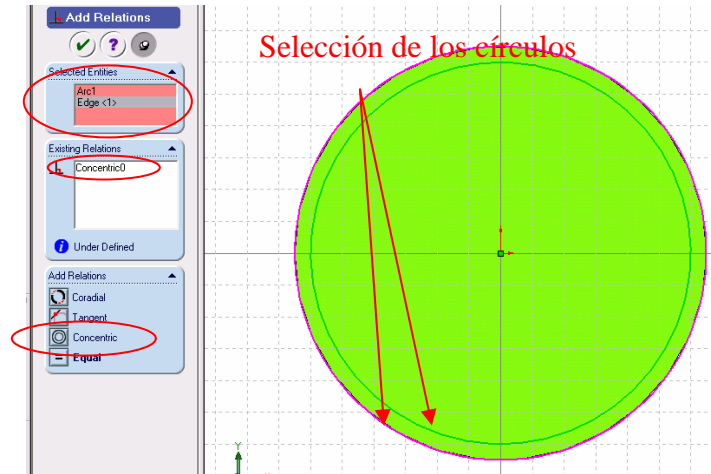 Add Relations
?
Selección de los círculos
Selected Entities
Arc1
Edge <1>
Existing Relations
Concentric0
i Under Defined
Add Relations
Coradial
Tangent
Concentric
= Equal
Y